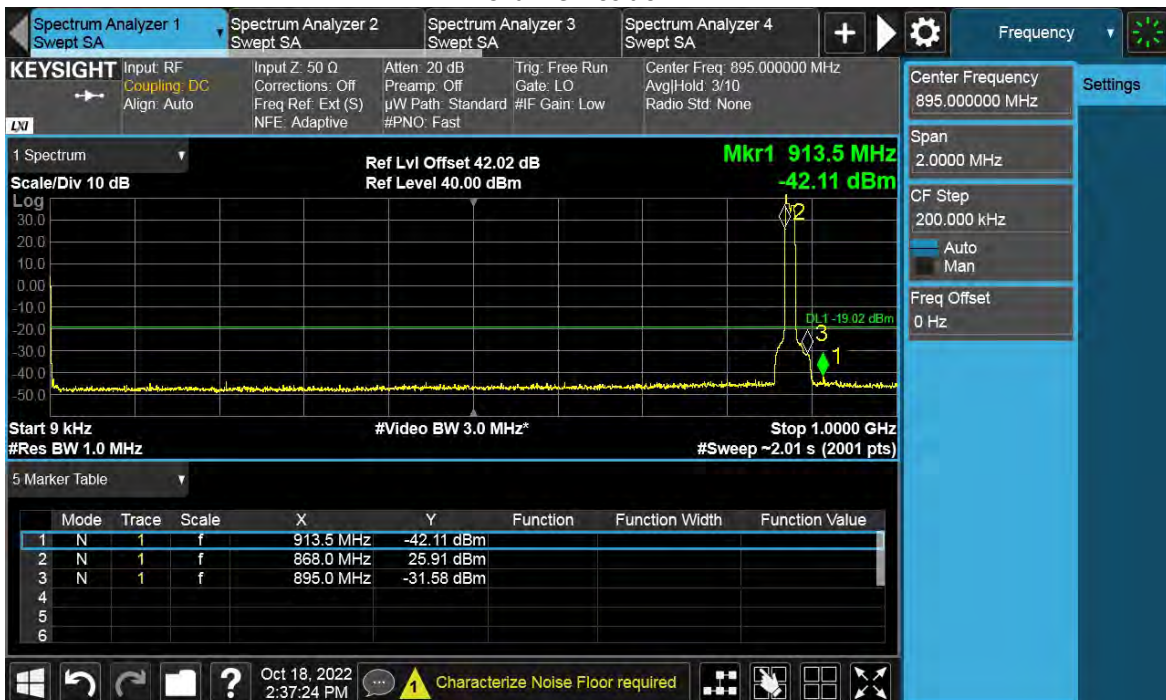 Spectrum Analyzer 1
Swept SA
Spectrum Analyzer 2
Swept SA
Spectrum Analyzer 3
Swept SA
Spectrum Analyzer 4
Swept SA
+
Frequency
KEYSIGHT
LXI
Input: RF
Coupling: DC
Align: Auto
Input Z: 50 Ω
Corrections: Off
Freq Ref: Ext (S)
NFE: Adaptive
Atten: 20 dB
Preamp: Off
µW Path: Standard
#PNO: Fast
Trig: Free Run
Gate: LO
#IF Gain: Low
Center Freq: 895.000000 MHz
Avg|Hold: 3/10
Radio Std: None
Center Frequency
895.000000 MHz
Settings
Span
2.0000 MHz
CF Step
200.000 kHz
Auto
Man
Freq Offset
0 Hz
1 Spectrum
Scale/Div 10 dB
Ref Lvl Offset 42.02 dB
Ref Level 40.00 dBm
Mkr1 913.5 MHz
-42.11 dBm
Log
30.0
20.0
10.0
0.00
-10.0
-20.0
-30.0
-40.0
-50.0
2
DL1 -19.02 dBm
3
1
Start 9 kHz
#Res BW 1.0 MHz
#Video BW 3.0 MHz*
Stop 1.0000 GHz
#Sweep ~2.01 s (2001 pts)
5 Marker Table
Mode Trace Scale X Y Function Function Width Function Value
1 N 1 f 913.5 MHz -42.11 dBm
2 N 1 f 868.0 MHz 25.91 dBm
3 N 1 f 895.0 MHz -31.58 dBm
4
5
6
?
Oct 18, 2022
2:37:24 PM
1
Characterize Noise Floor required